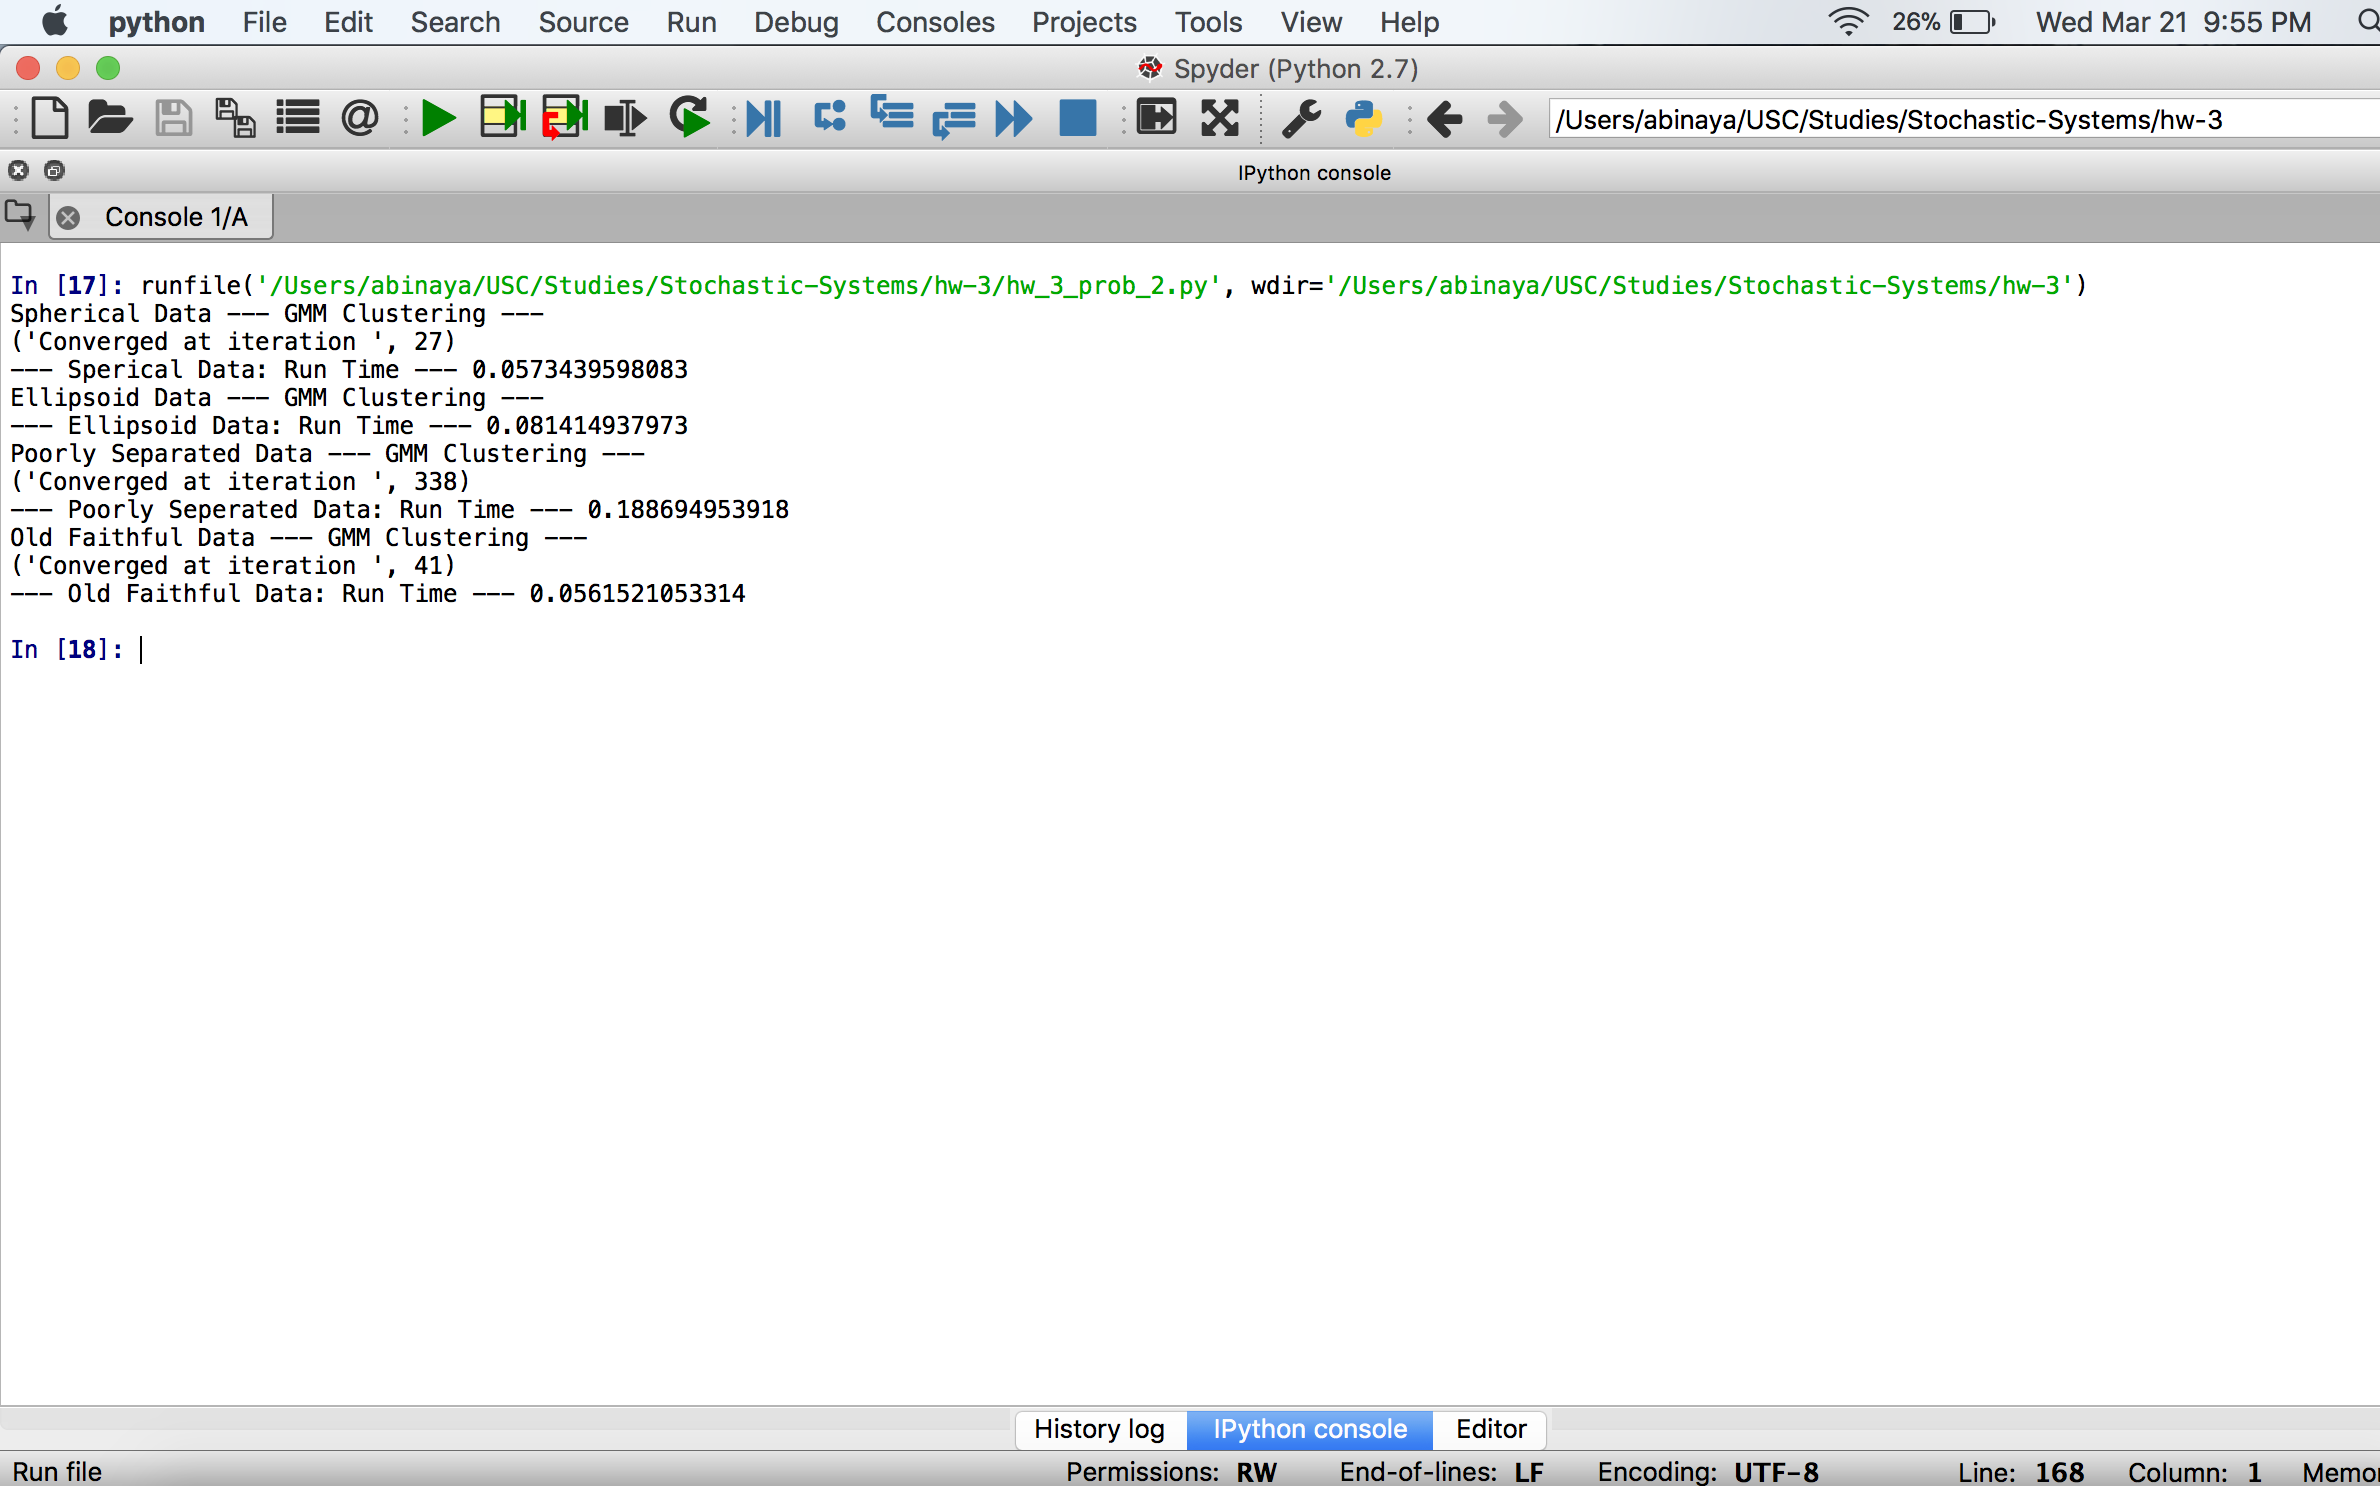 python File Edit Search Source Run Debug Consoles Projects Tools View Help 26% Wed Mar 21 9:55 PM
Spyder (Python 2.7)
/Users/abinaya/USC/Studies/Stochastic-Systems/hw-3
IPython console
Console 1/A
In [17]: runfile('/Users/abinaya/USC/Studies/Stochastic-Systems/hw-3/hw_3_prob_2.py', wdir='/Users/abinaya/USC/Studies/Stochastic-Systems/hw-3')
Spherical Data --- GMM Clustering ---
('Converged at iteration ', 27)
--- Sperical Data: Run Time --- 0.0573439598083
Ellipsoid Data --- GMM Clustering ---
--- Ellipsoid Data: Run Time --- 0.081414937973
Poorly Separated Data --- GMM Clustering ---
('Converged at iteration ', 338)
--- Poorly Seperated Data: Run Time --- 0.188694953918
Old Faithful Data --- GMM Clustering ---
('Converged at iteration ', 41)
--- Old Faithful Data: Run Time --- 0.0561521053314
In [18]:
History log IPython console Editor
Run file Permissions: RW End-of-lines: LF Encoding: UTF-8 Line: 168 Column: 1 Memo